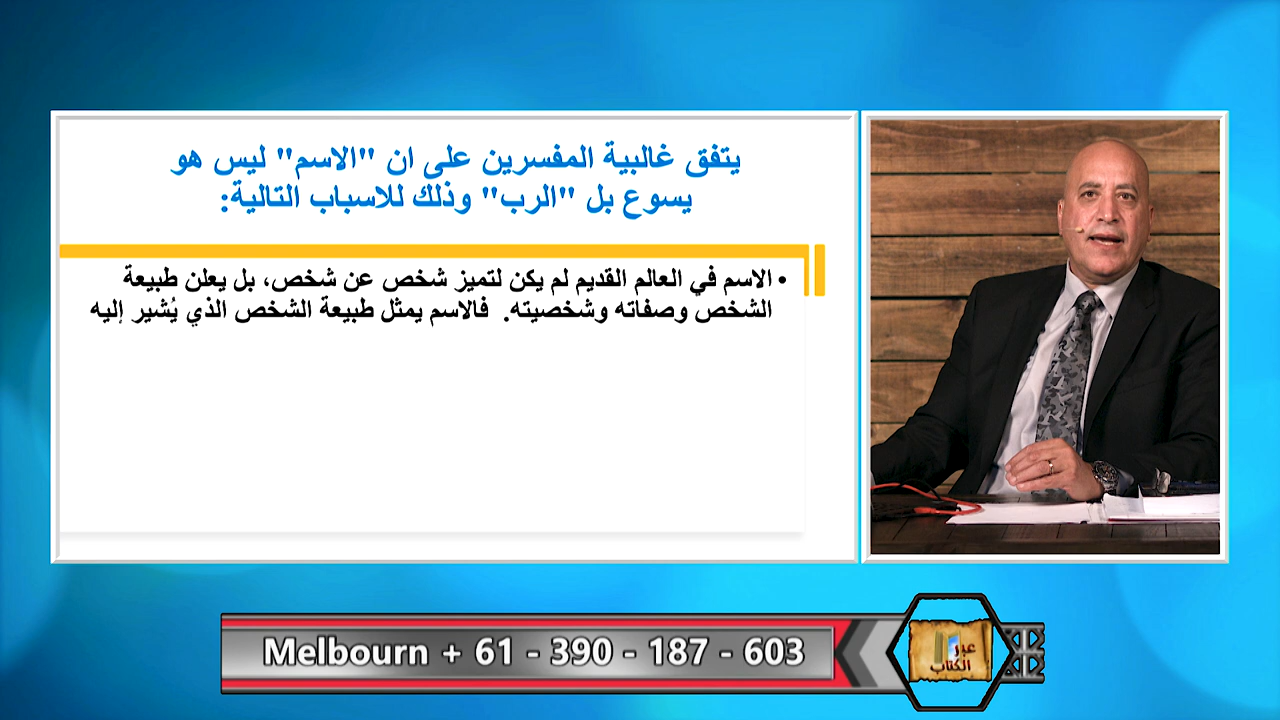 يتفق غالبية المفسرين على ان "الاسم" ليس هو
يسوع بل "الرب" وذلك للاسباب التالية:
• الاسم في العالم القديم لم يكن لتميز شخص عن شخص، بل يعلن طبيعة
الشخص وصفاته وشخصيته. فالاسم يمثل طبيعة الشخص الذي يُشير إليه
Melbourn + 61 - 390 - 187 - 603
عبر
الكتاب